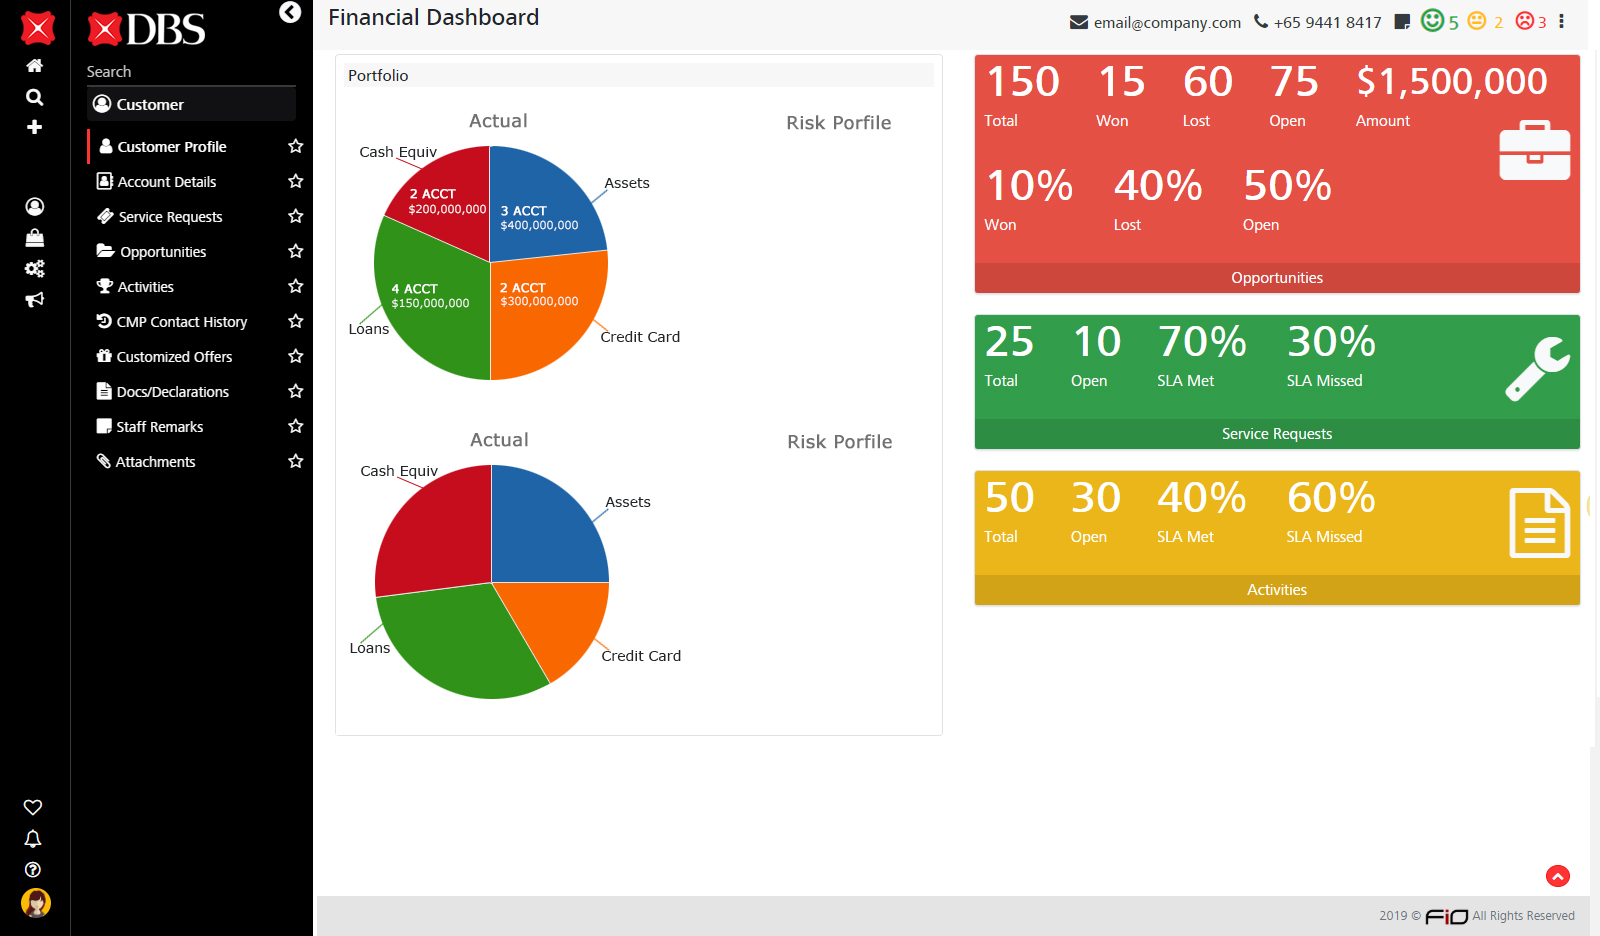 DBS
Search
Customer
Customer Profile
Account Details
Service Requests
Opportunities
Activities
CMP Contact History
Customized Offers
Docs/Declarations
Staff Remarks
Attachments
Financial Dashboard
email@company.com +65 9441 8417 5 2 3
Portfolio
Actual
Risk Porfile
Cash Equiv
Assets
2 ACCT
$200,000,000
3 ACCT
$400,000,000
4 ACCT
$150,000,000
2 ACCT
$300,000,000
Loans
Credit Card
Actual
Risk Porfile
Cash Equiv
Assets
Loans
Credit Card
150 15 60 75 $1,500,000
Total Won Lost Open Amount
10% 40% 50%
Won Lost Open
Opportunities
25 10 70% 30%
Total Open SLA Met SLA Missed
Service Requests
50 30 40% 60%
Total Open SLA Met SLA Missed
Activities
2019 © FiO All Rights Reserved